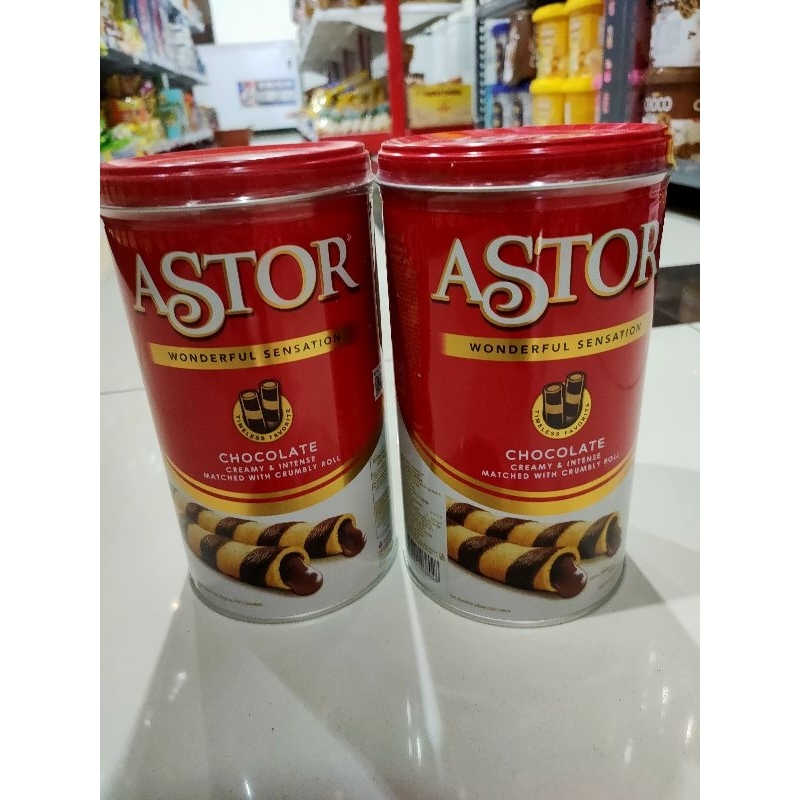 ASTOR
WONDERFUL SENSATION
TIMELESS FAVORITE
CHOCOLATE
CREAMY & INTENSE
MATCHED WITH CRUMBLY ROLL
ASTOR
WONDERFUL SENSATION
TIMELESS FAVORITE
CHOCOLATE
CREAMY & INTENSE
MATCHED WITH CRUMBLY ROLL
CHOCO